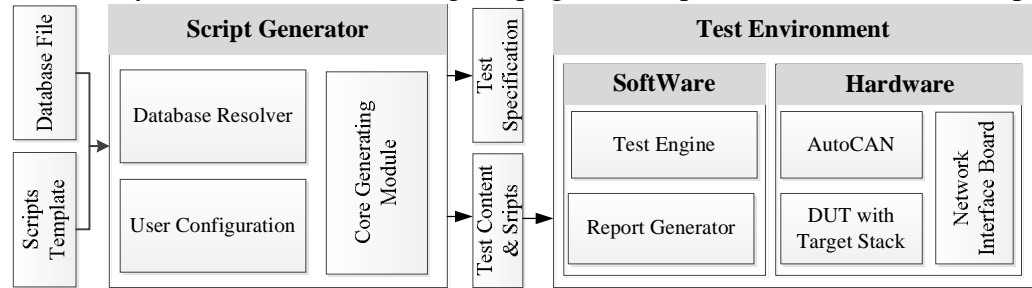 Database File
Scripts
Template
Script Generator
Database Resolver
User Configuration
Core Generating
Module
Test
Specification
Test Content
& Sripts
Test Environment
SoftWare
Test Engine
Report Generator
Hardware
AutoCAN
DUT with
Target Stack
Network
Interface Board